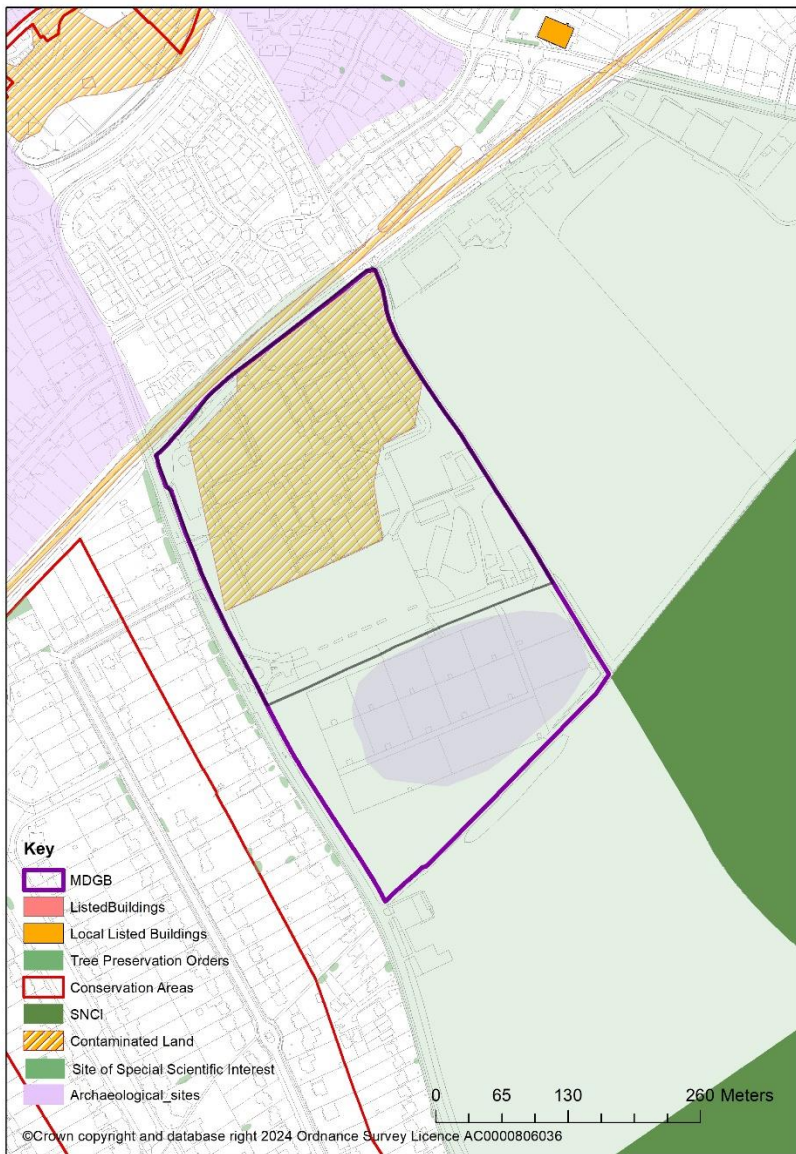 Key
MDGB
ListedBuildings
Local Listed Buildings
Tree Preservation Orders
Conservation Areas
SNCI
Contaminated Land
Site of Special Scientific Interest
Archaeological_sites
0 65 130 260 Meters
©Crown copyright and database right 2024 Ordnance Survey Licence AC0000806036